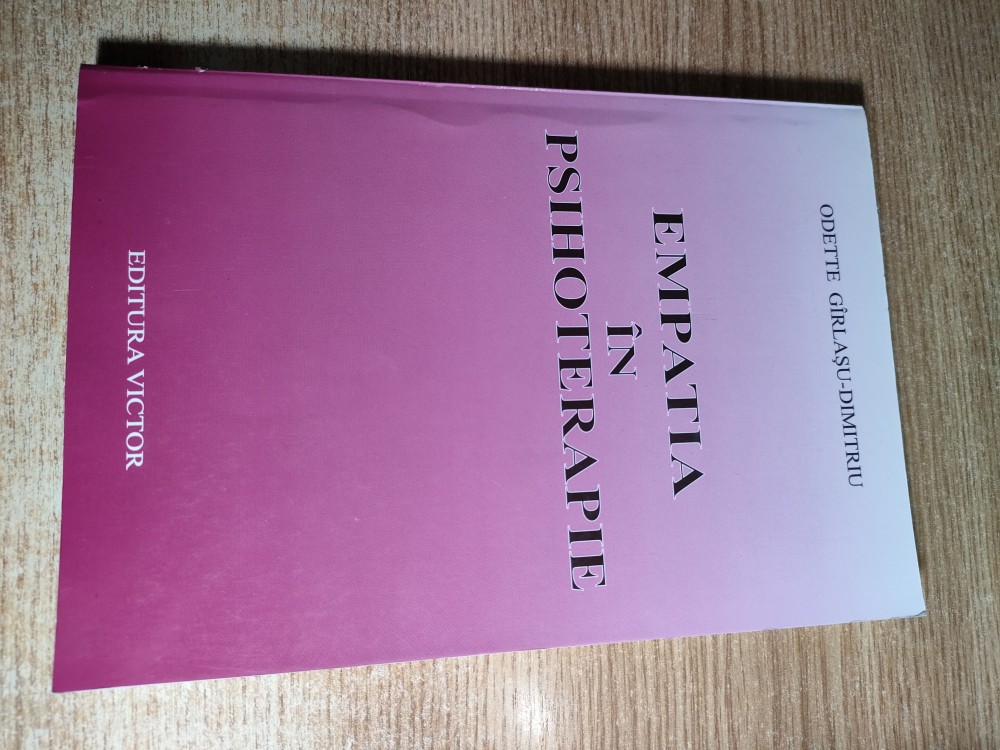 ODETTE GÎRLAȘU-DIMITRIU
EMPATIA
ÎN
PSIHOTERAPIE
EDITURA VICTOR